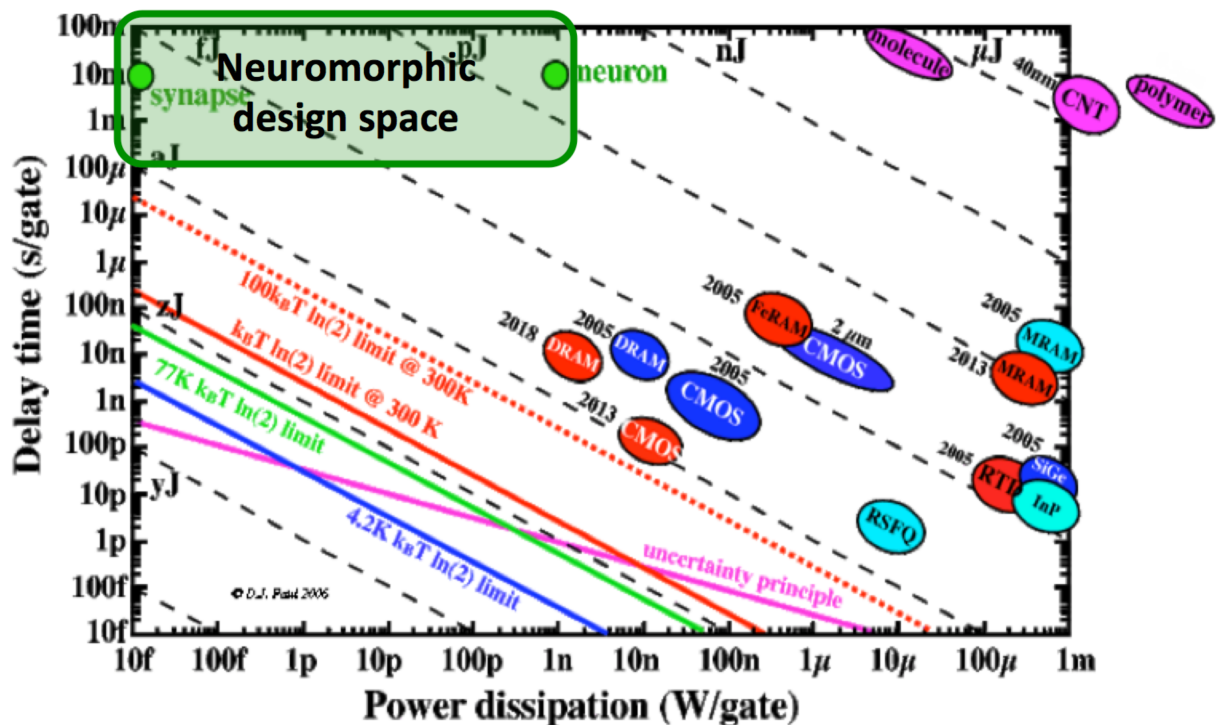 100n
10m
1m
100μ
10μ
1μ
100n
10n
1n
100p
10p
1p
100f
10f
Delay time (s/gate)
fJ
pJ
nJ
μJ
Neuromorphic
design space
synapse
neuron
molecule
40nm
CNT
polymer
aJ
zJ
yJ
100kBT ln(2) limit @ 300K
kBT ln(2) limit @ 300 K
77K kBT ln(2) limit
4.2K kBT ln(2) limit
uncertainty principle
2018
DRAM
2005
DRAM
2005
FeRAM
2 μm
CMOS
2005
CMOS
2013
CMOS
2005
MRAM
2013
MRAM
2005
RTD
2005
SiGe
InP
RSFQ
© D.J. Paul 2006
10f
100f
1p
10p
100p
1n
10n
100n
1μ
10μ
100μ
1m
Power dissipation (W/gate)